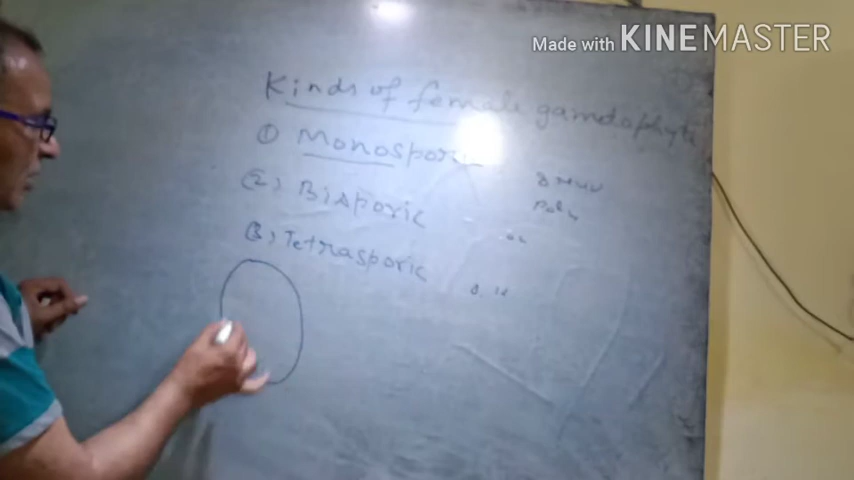 Made with KINEMASTER
Kinds of female gametophyte
① Monosporic
(2) Bisporic
(3) Tetrasporic